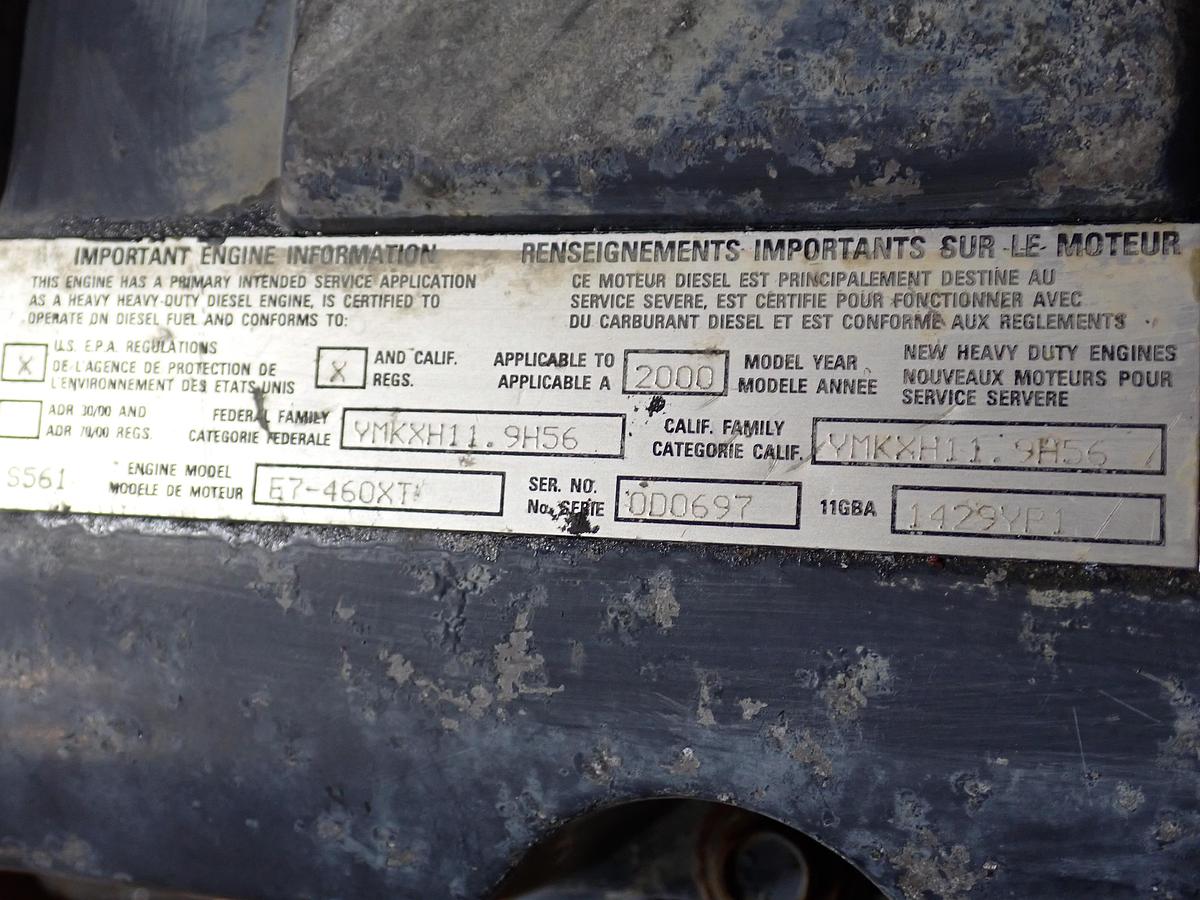 IMPORTANT ENGINE INFORMATION
THIS ENGINE HAS A PRIMARY INTENDED SERVICE APPLICATION
AS A HEAVY HEAVY-DUTY DIESEL ENGINE, IS CERTIFIED TO
OPERATE ON DIESEL FUEL AND CONFORMS TO:
RENSEIGNEMENTS IMPORTANTS SUR LE MOTEUR
CE MOTEUR DIESEL EST PRINCIPALEMENT DESTINE AU
SERVICE SEVERE, EST CERTIFIE POUR FONCTIONNER AVEC
DU CARBURANT DIESEL ET EST CONFORME AUX REGLEMENTS
X U.S. E.P.A. REGULATIONS
DE L'AGENCE DE PROTECTION DE
L'ENVIRONNEMENT DES ETATS UNIS
X AND CALIF.
REGS.
APPLICABLE TO
APPLICABLE A
2000
MODEL YEAR
MODELE ANNÉE
NEW HEAVY DUTY ENGINES
NOUVEAUX MOTEURS POUR
SERVICE SERVERE
ADR 30/00 AND
ADR 70/00 REGS.
FEDERAL FAMILY
CATEGORIE FEDERALE
YMKXH11.9H56
CALIF. FAMILY
CATEGORIE CALIF.
YMKXH11.9H56
S561
ENGINE MODEL
MODELE DE MOTEUR
E7-460XT
SER. NO.
No. SERIE
0D0697
11GBA
1429YP1